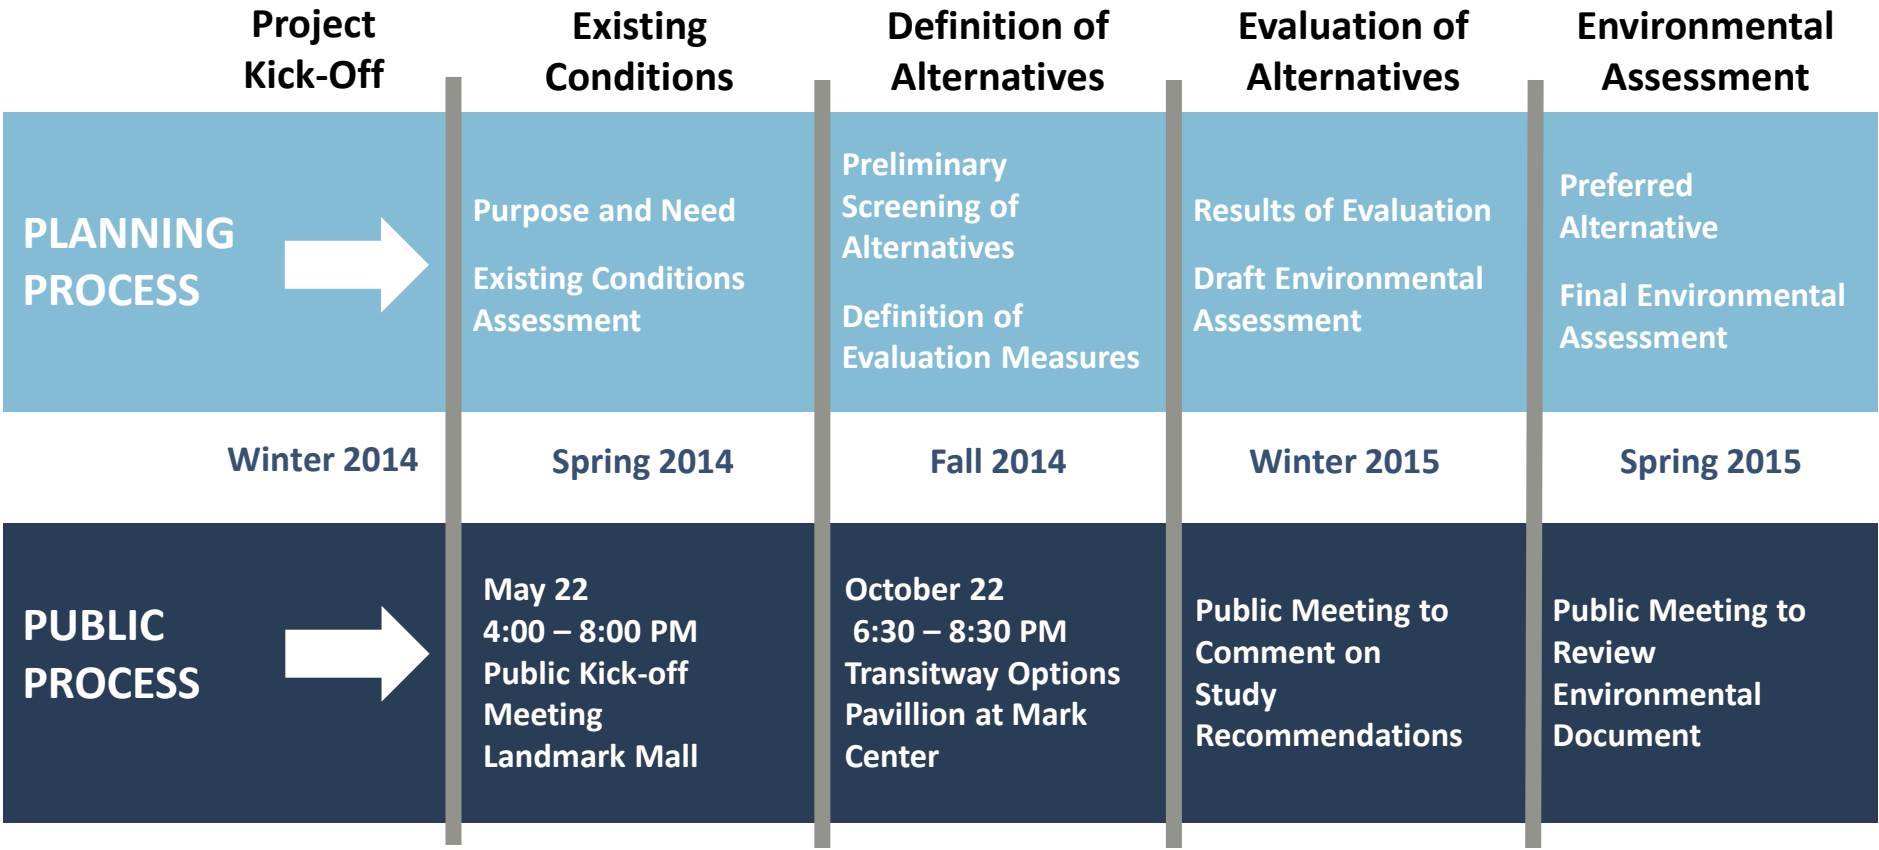 Project
Kick-Off
Existing
Conditions
Definition of
Alternatives
Evaluation of
Alternatives
Environmental
Assessment
PLANNING
PROCESS
Purpose and Need
Existing Conditions
Assessment
Preliminary
Screening of
Alternatives
Definition of
Evaluation Measures
Results of Evaluation
Draft Environmental
Assessment
Preferred
Alternative
Final Environmental
Assessment
Winter 2014
Spring 2014
Fall 2014
Winter 2015
Spring 2015
PUBLIC
PROCESS
May 22
4:00 – 8:00 PM
Public Kick-off
Meeting
Landmark Mall
October 22
6:30 – 8:30 PM
Transitway Options
Pavillion at Mark
Center
Public Meeting to
Comment on
Study
Recommendations
Public Meeting to
Review
Environmental
Document